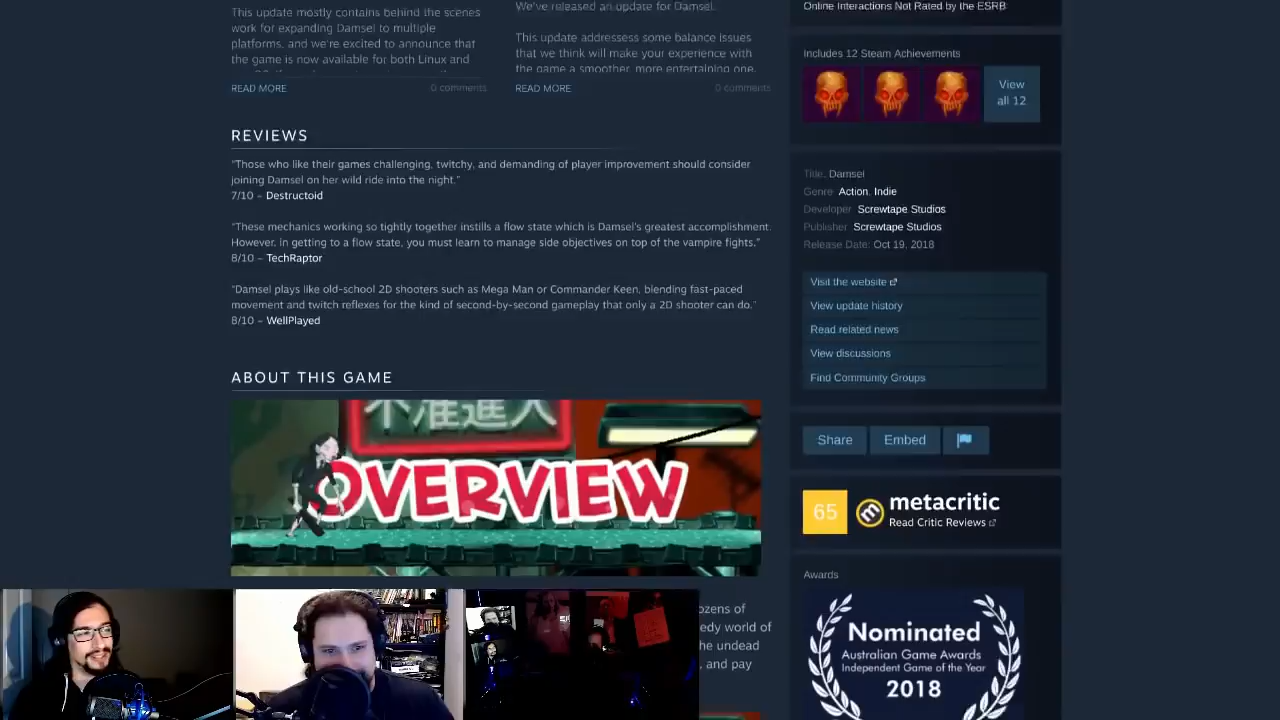 This update mostly contains behind the scenes
work for expanding Damsel to multiple
platforms, and we're excited to announce that
the game is now available for both Linux and
READ MORE
0 comments
We've released an update for Damsel.
This update addressess some balance issues
that we think will make your experience with
the game a smoother, more entertaining one.
READ MORE
0 comments
REVIEWS
"Those who like their games challenging, twitchy, and demanding of player improvement should consider
joining Damsel on her wild ride into the night."
7/10 – Destructoid
"These mechanics working so tightly together instills a flow state which is Damsel's greatest accomplishment.
However, in getting to a flow state, you must learn to manage side objectives on top of the vampire fights."
8/10 – TechRaptor
"Damsel plays like old-school 2D shooters such as Mega Man or Commander Keen, blending fast-paced
movement and twitch reflexes for the kind of second-by-second gameplay that only a 2D shooter can do."
8/10 – WellPlayed
ABOUT THIS GAME
不准進入
OVERVIEW
ozens of
edy world of
he undead
, and pay
Online Interactions Not Rated by the ESRB
Includes 12 Steam Achievements
View
all 12
Title: Damsel
Genre: Action, Indie
Developer: Screwtape Studios
Publisher: Screwtape Studios
Release Date: Oct 19, 2018
Visit the website
View update history
Read related news
View discussions
Find Community Groups
Share
Embed
65
metacritic
Read Critic Reviews
Awards
Nominated
Australian Game Awards
Independent Game of the Year
2018